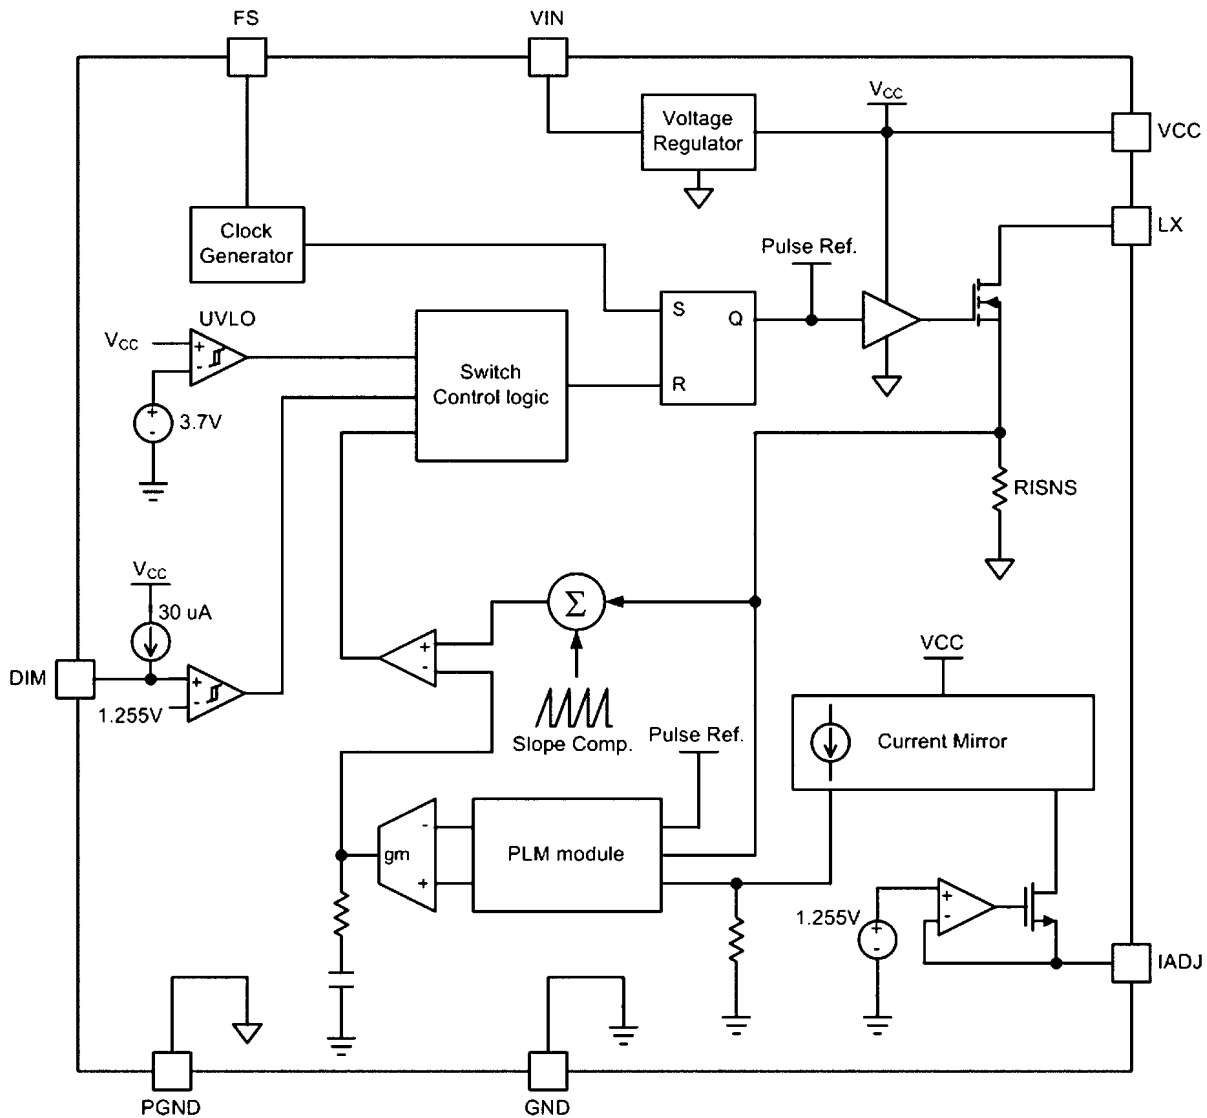 FS
VIN
Voltage
Regulator
VCC
VCC
LX
Clock
Generator
Pulse Ref.
UVLO
VCC
+
-
+
-
3.7V
Switch
Control logic
S
Q
R
RISNS
VCC
30 uA
Σ
DIM
+
-
1.255V
+
-
Slope Comp.
Pulse Ref.
VCC
Current Mirror
gm
-
+
PLM module
1.255V
+
-
+
-
IADJ
PGND
GND